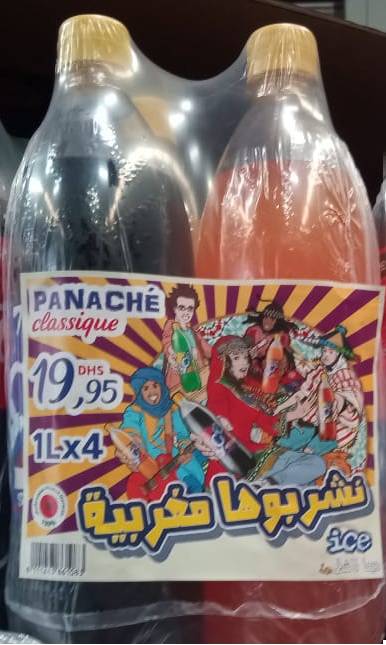 PANACHÉ
classique
DHS
19,95
1Lx4
نشربوها مغربية
ice